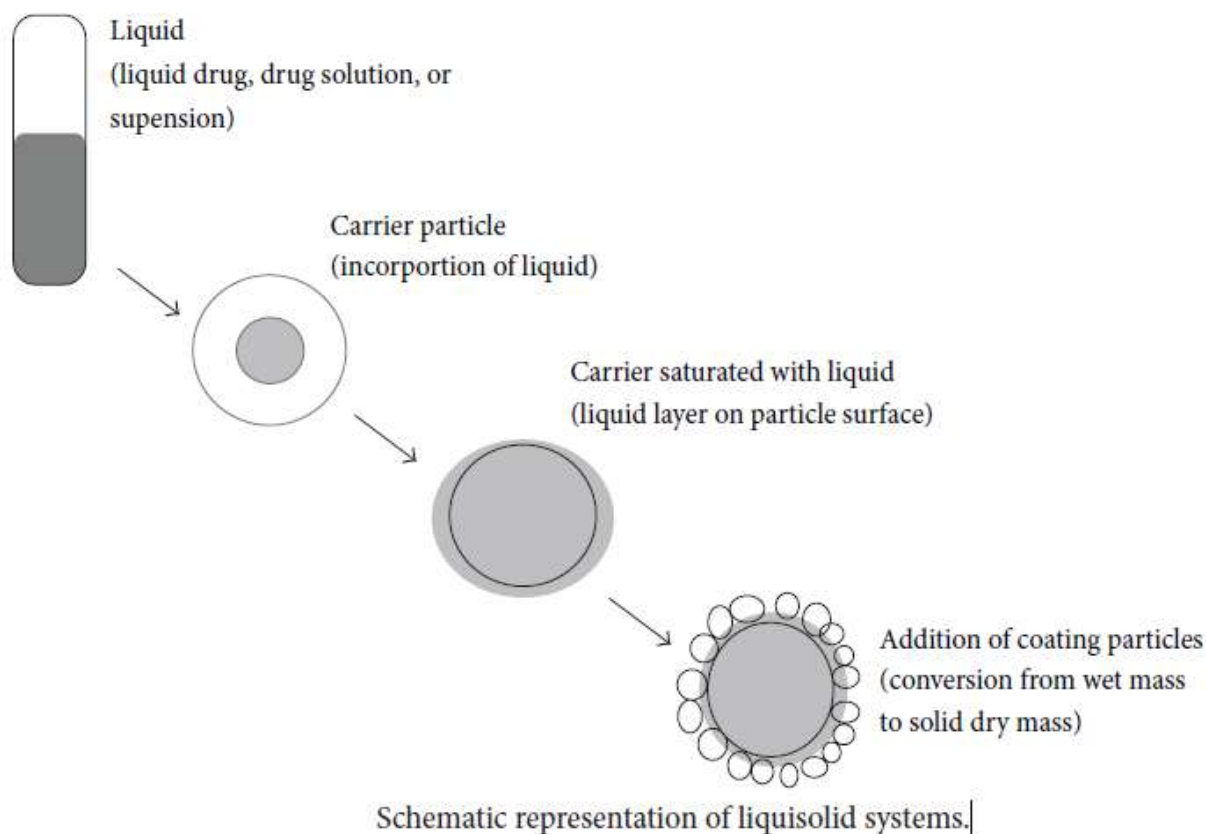 Liquid
(liquid drug, drug solution, or
supension)
Carrier particle
(incorportion of liquid)
Carrier saturated with liquid
(liquid layer on particle surface)
Addition of coating particles
(conversion from wet mass
to solid dry mass)
Schematic representation of liquisolid systems.